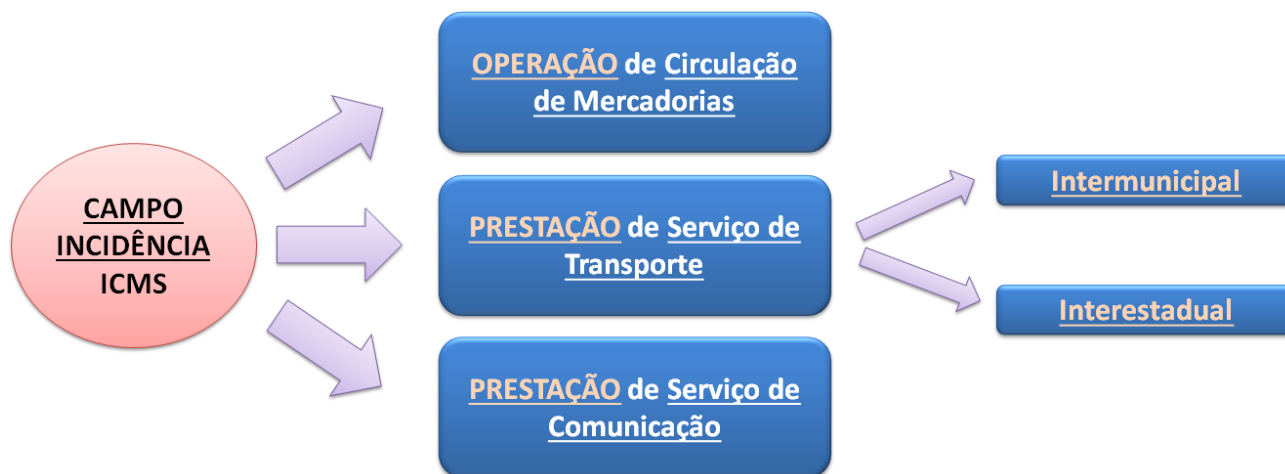 CAMPO
INCIDÊNCIA
ICMS
OPERAÇÃO de Circulação
de Mercadorias
PRESTAÇÃO de Serviço de
Transporte
Intermunicipal
Interestadual
PRESTAÇÃO de Serviço de
Comunicação